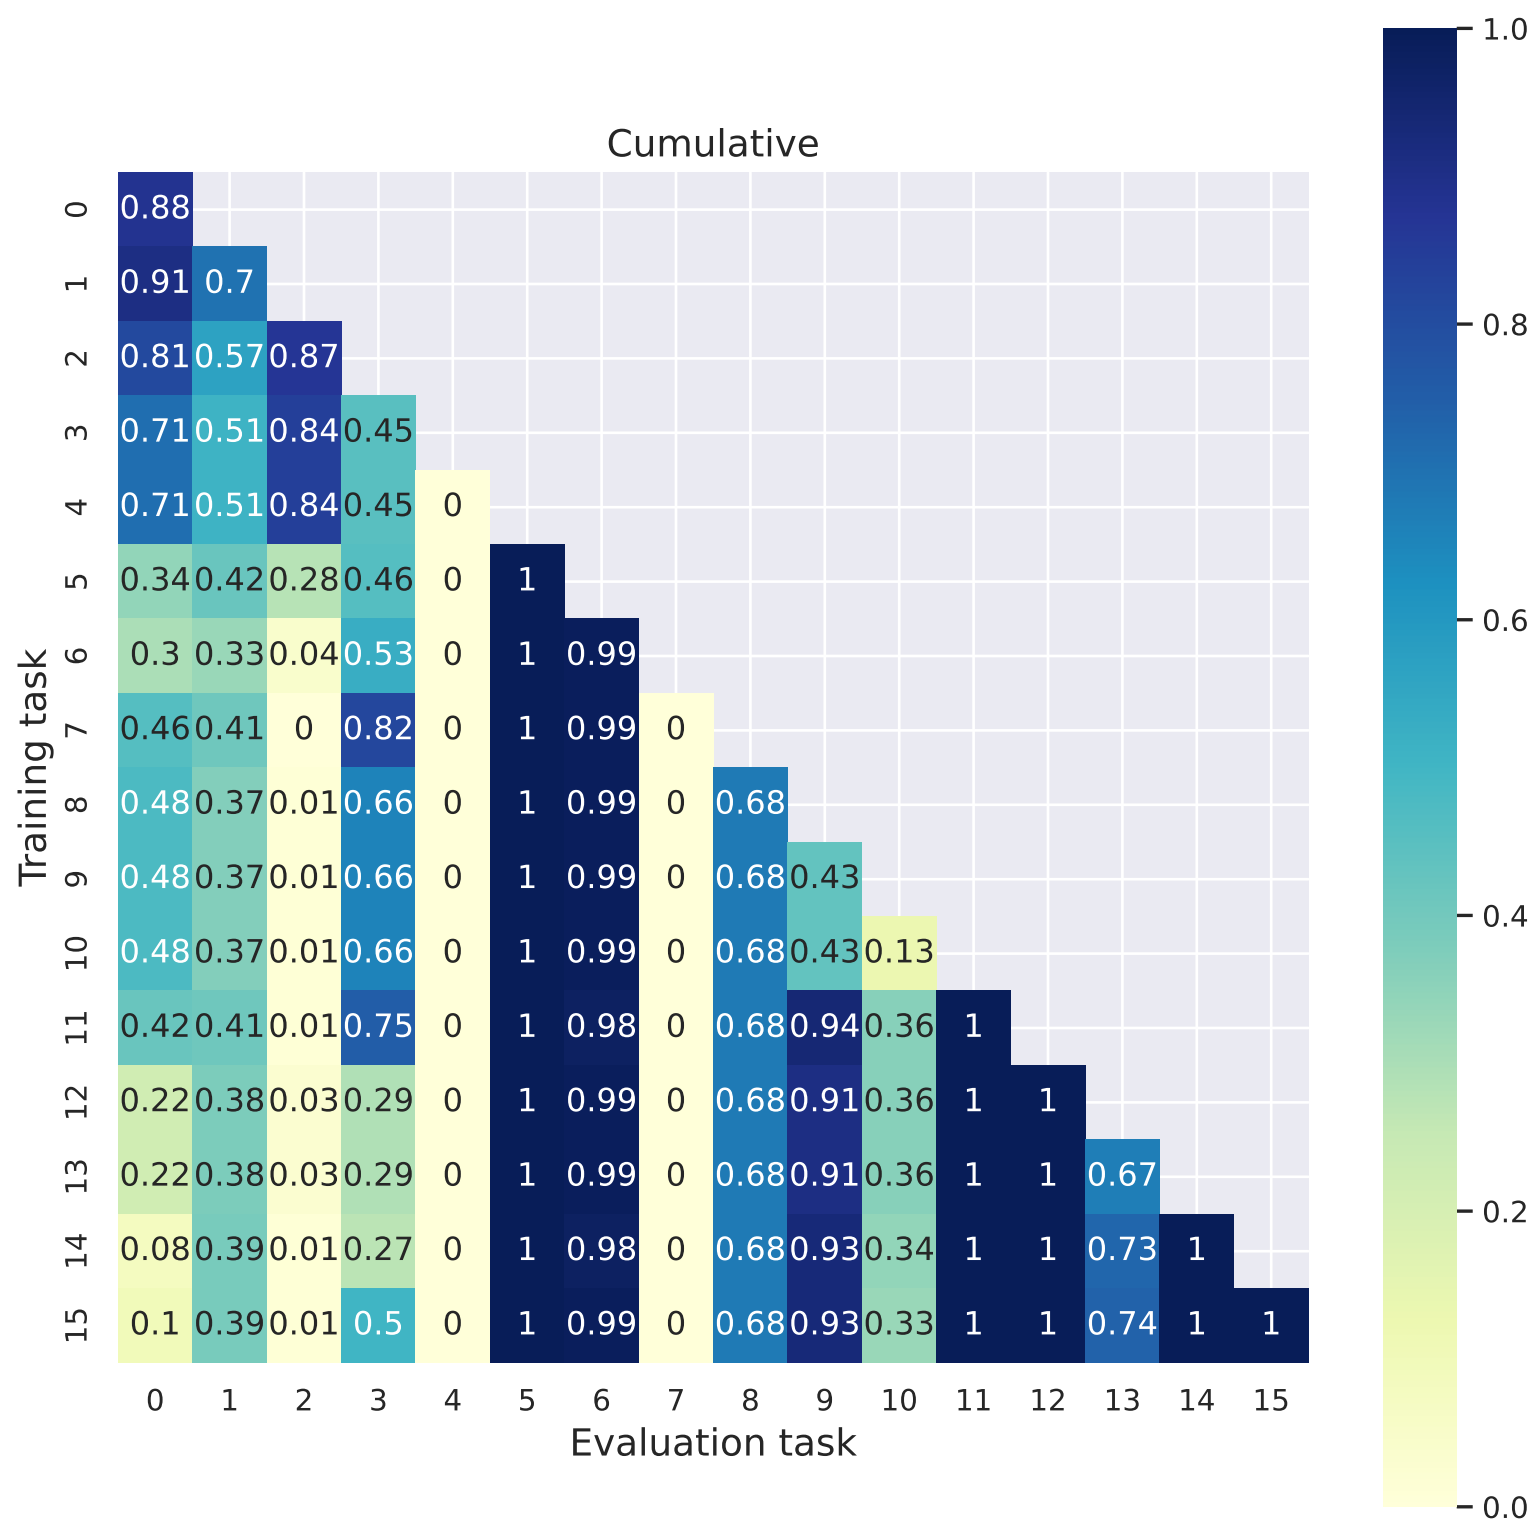 Cumulative
0 0.88
1 0.91 0.7
2 0.81 0.57 0.87
3 0.71 0.51 0.84 0.45
4 0.71 0.51 0.84 0.45 0
5 0.34 0.42 0.28 0.46 0 1
6 0.3 0.33 0.04 0.53 0 1 0.99
7 0.46 0.41 0 0.82 0 1 0.99 0
8 0.48 0.37 0.01 0.66 0 1 0.99 0 0.68
9 0.48 0.37 0.01 0.66 0 1 0.99 0 0.68 0.43
10 0.48 0.37 0.01 0.66 0 1 0.99 0 0.68 0.43 0.13
11 0.42 0.41 0.01 0.75 0 1 0.98 0 0.68 0.94 0.36 1
12 0.22 0.38 0.03 0.29 0 1 0.99 0 0.68 0.91 0.36 1 1
13 0.22 0.38 0.03 0.29 0 1 0.99 0 0.68 0.91 0.36 1 1 0.67
14 0.08 0.39 0.01 0.27 0 1 0.98 0 0.68 0.93 0.34 1 1 0.73 1
15 0.1 0.39 0.01 0.5 0 1 0.99 0 0.68 0.93 0.33 1 1 0.74 1 1
0 1 2 3 4 5 6 7 8 9 10 11 12 13 14 15
Evaluation task
Training task
1.0
0.8
0.6
0.4
0.2
0.0